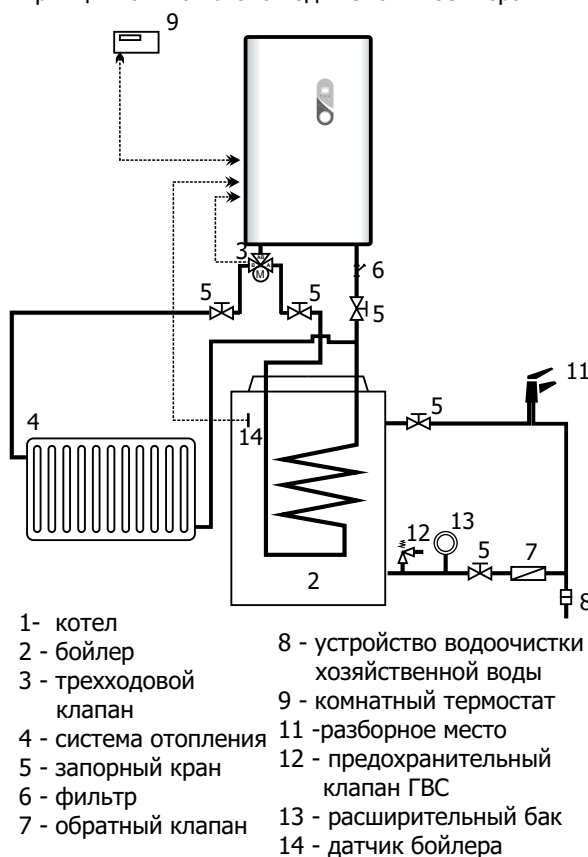 9
3
AB
B
A
M
6
5
5
5
11
4
14
5
12
13
5
7
2
8
1- котел
2 - бойлер
3 - трехходовой
клапан
4 - система отопления
5 - запорный кран
6 - фильтр
7 - обратный клапан
8 - устройство водоочистки
хозяйственной воды
9 - комнатный термостат
11 -разборное место
12 - предохранительный
клапан ГВС
13 - расширительный бак
14 - датчик бойлера